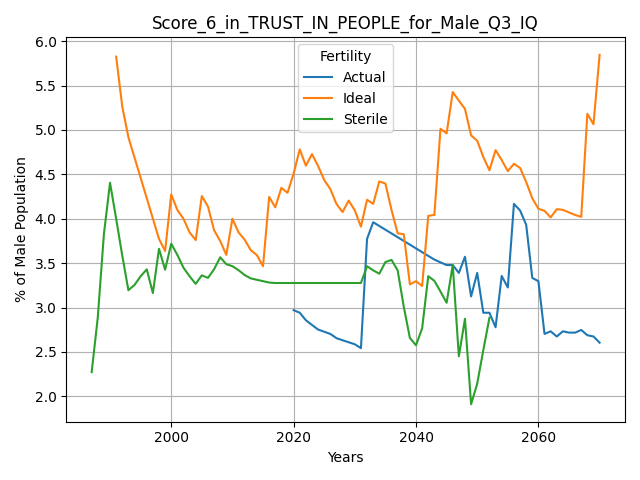 Score_6_in_TRUST_IN_PEOPLE_for_Male_Q3_IQ
Fertility
Actual
Ideal
Sterile
% of Male Population
6.0
5.5
5.0
4.5
4.0
3.5
3.0
2.5
2.0
2000 2020 2040 2060
Years